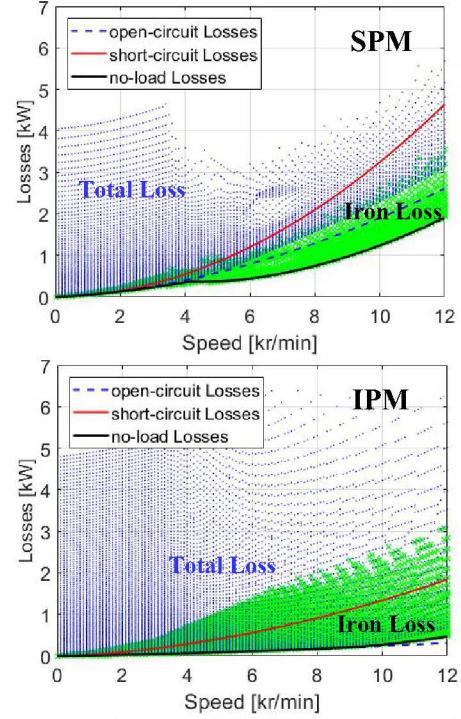 7
6
5
4
3
2
1
0
Losses [kW]
open-circuit Losses
short-circuit Losses
no-load Losses
SPM
Total Loss
Iron Loss
0 2 4 6 8 10 12
Speed [kr/min]
7
6
5
4
3
2
1
0
Losses [kW]
open-circuit Losses
short-circuit Losses
no-load Losses
IPM
Total Loss
Iron Loss
0 2 4 6 8 10 12
Speed [kr/min]